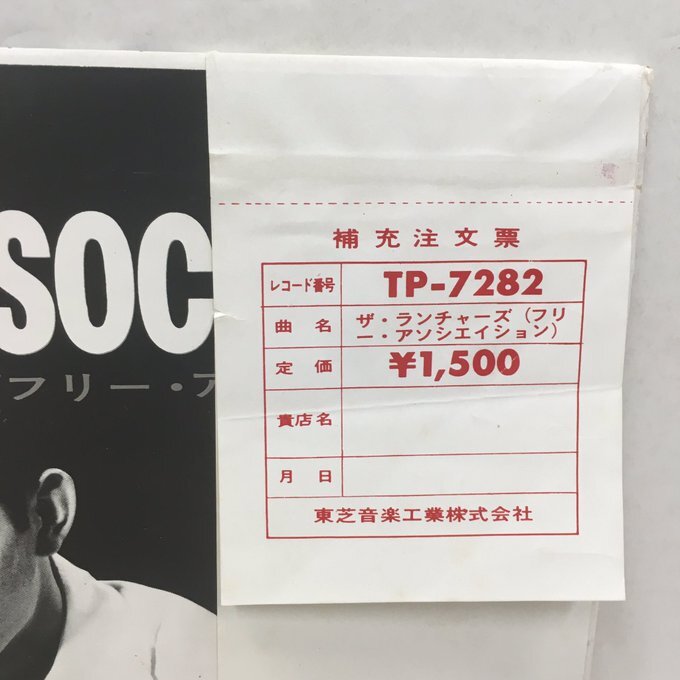 SOC
フリー・ア
補充注文票
レコード番号 TP-7282
曲名 ザ・ランチャーズ(フリ
ー・アソシエイション)
定価 ¥1,500
貴店名
月日
東芝音楽工業株式会社